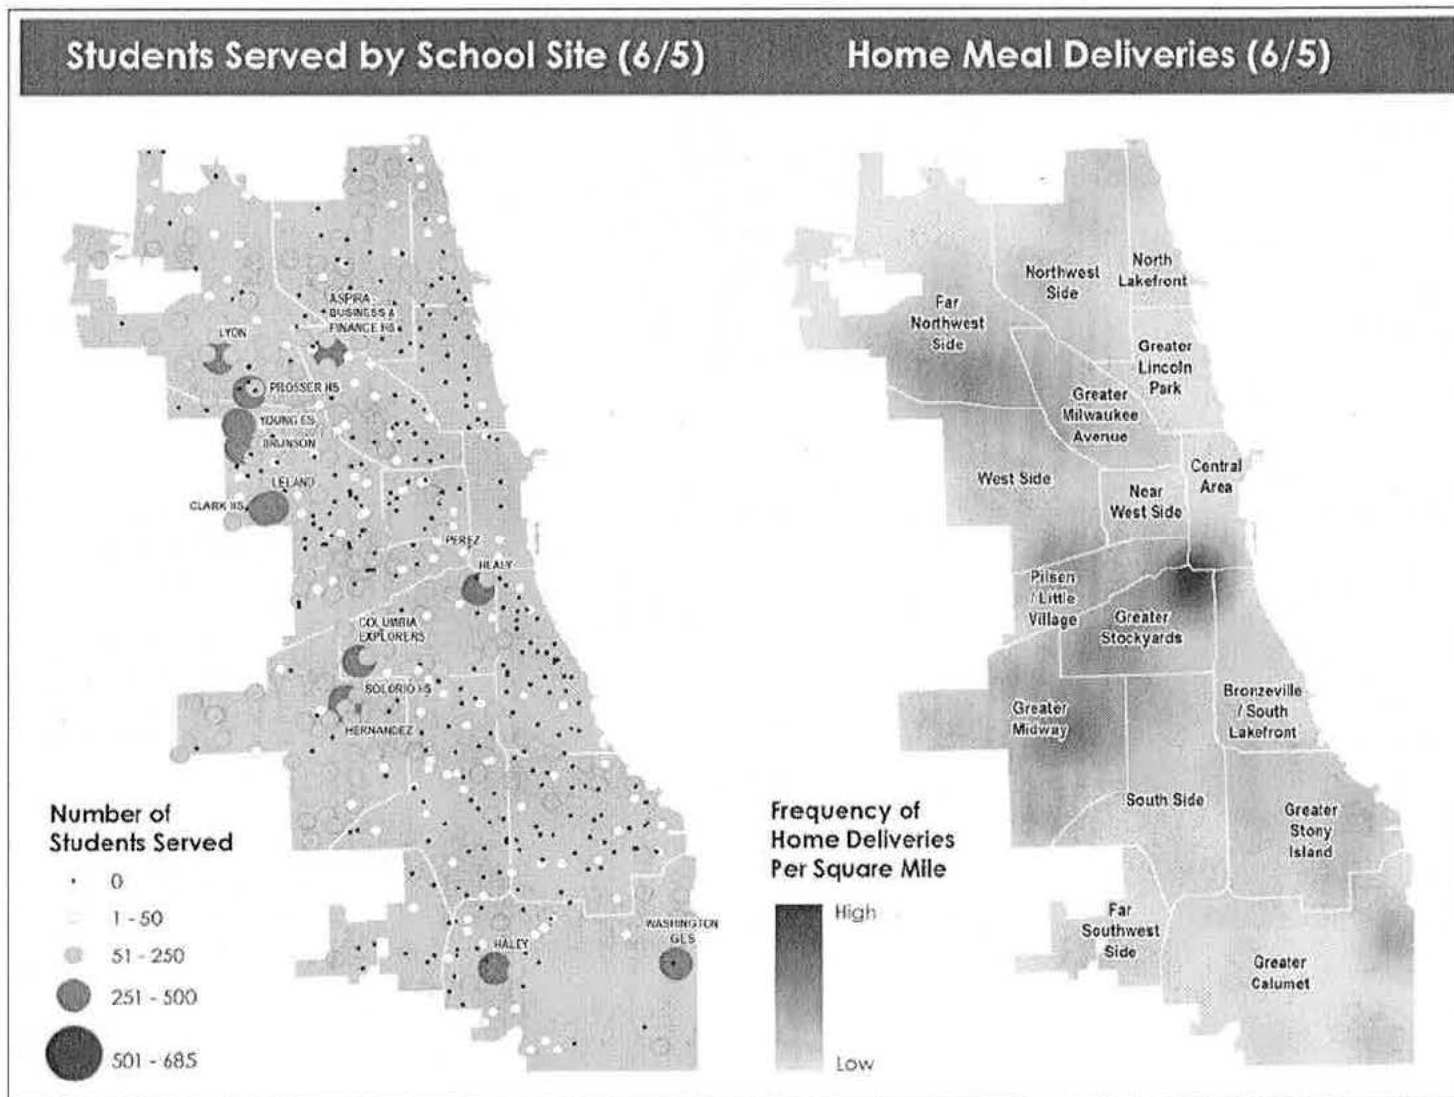 Students Served by School Site (6/5)
Home Meal Deliveries (6/5)
ASPIRA
BUSINESS &
FINANCE HS
LYON
PROSSER HS
YOUNG ES
BRUNSON
LELAND
CLARK HS
PEREZ
HEALY
COLUMBIA
EXPLORERS
SOLORIO HS
HERNANDEZ
HALEY
WASHINGTON
G ES
Number of
Students Served
0
1 - 50
51 - 250
251 - 500
501 - 685
North
Lakefront
Northwest
Side
Far
Northwest
Side
Greater
Lincoln
Park
Greater
Milwaukee
Avenue
West Side
Near
West Side
Central
Area
Pilsen
/ Little
Village
Greater
Stockyards
Greater
Midway
Bronzeville
/ South
Lakefront
South Side
Greater
Stony
Island
Far
Southwest
Side
Greater
Calumet
Frequency of
Home Deliveries
Per Square Mile
High
Low